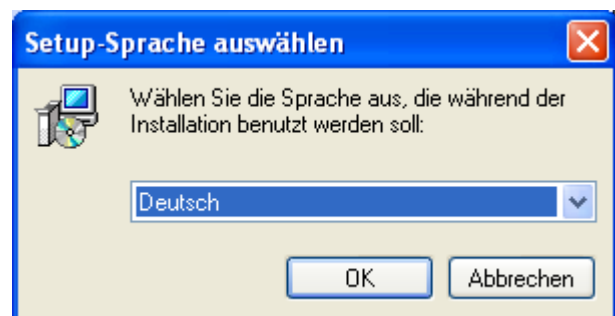 Setup-Sprache auswählen
Wählen Sie die Sprache aus, die während der
Installation benutzt werden soll:
Deutsch
OK
Abbrechen